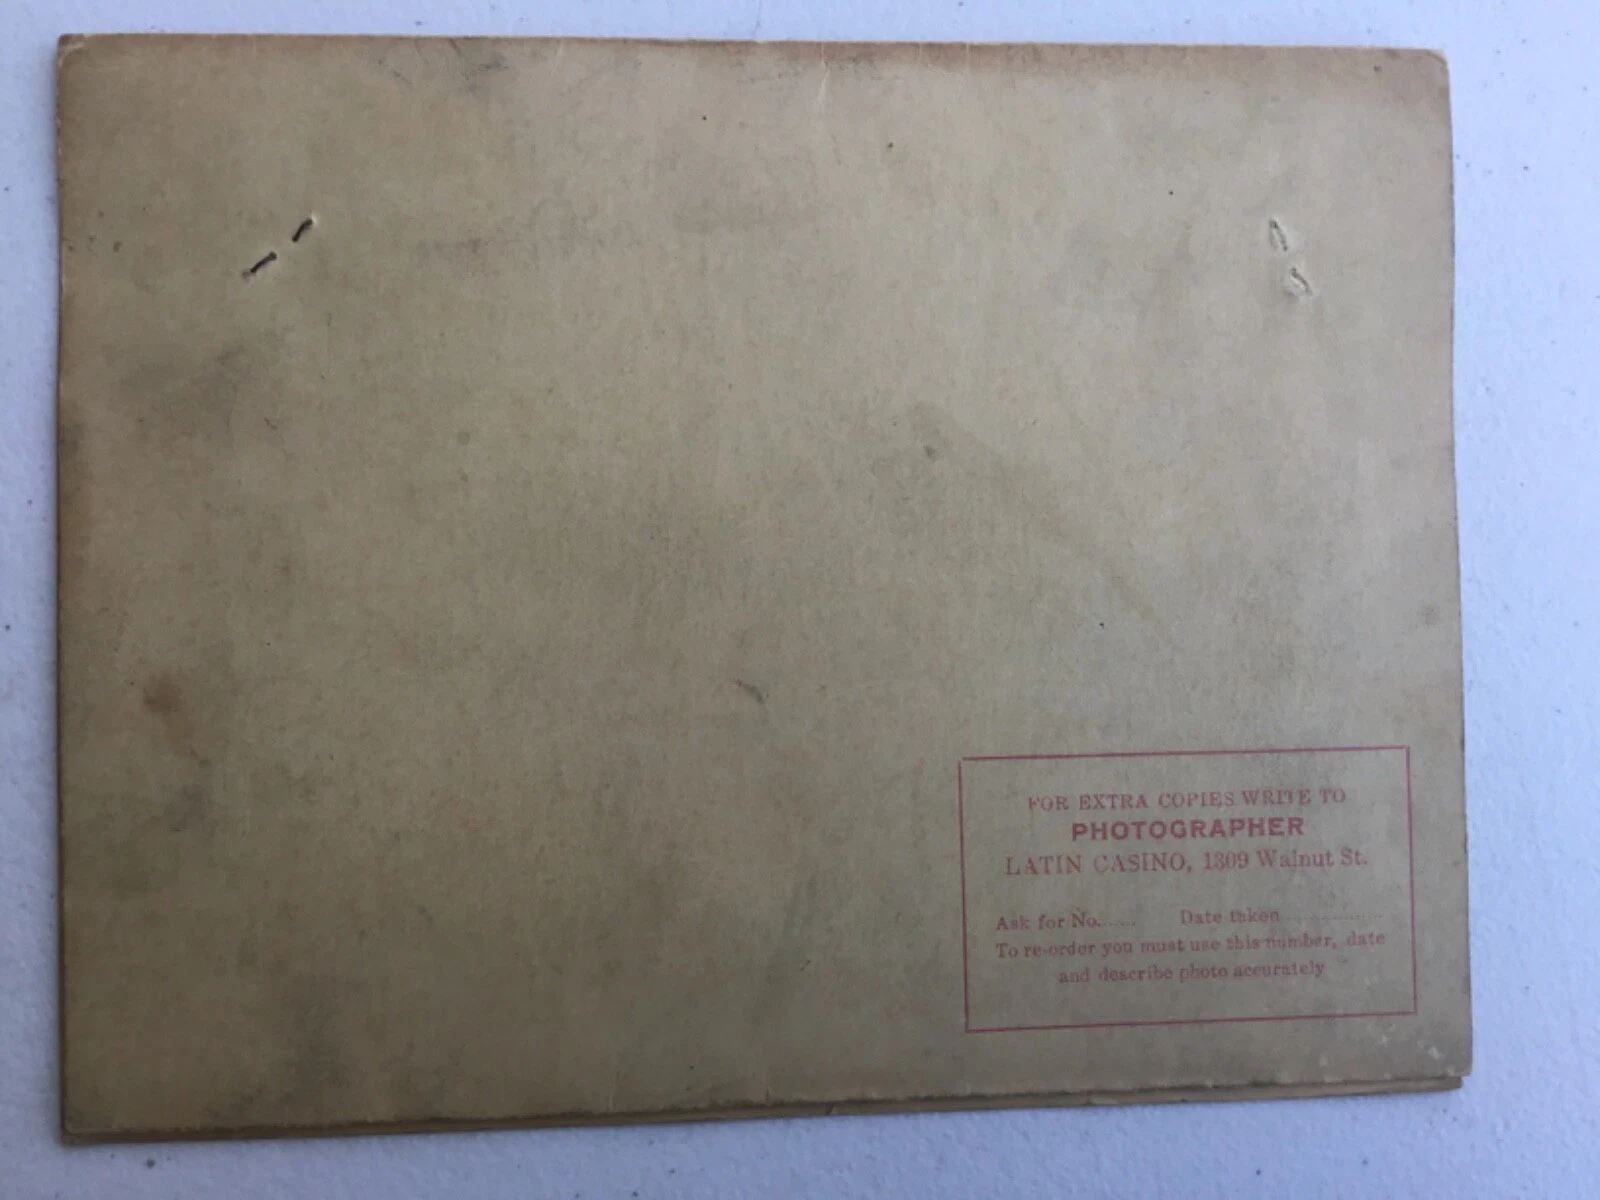 FOR EXTRA COPIES WRITE TO
PHOTOGRAPHER
LATIN CASINO, 1309 Walnut St.
Ask for No. ...... Date taken ................
To re-order you must use this number, date
and describe photo accurately